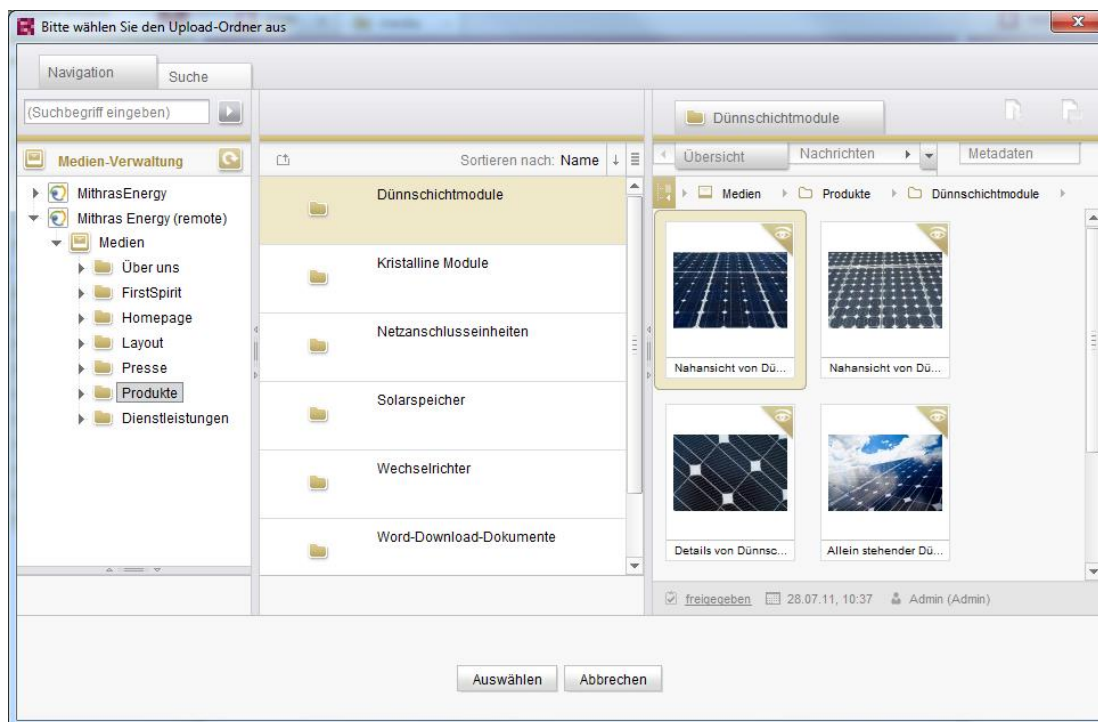 Bitte wählen Sie den Upload-Ordner aus
Navigation
Suche
(Suchbegriff eingeben)
Medien-Verwaltung
MithrasEnergy
Mithras Energy (remote)
Medien
Über uns
FirstSpirit
Homepage
Layout
Presse
Produkte
Dienstleistungen
Sortieren nach: Name
Dünnschichtmodule
Kristalline Module
Netzanschlusseinheiten
Solarspeicher
Wechselrichter
Word-Download-Dokumente
Dünnschichtmodule
Übersicht Nachrichten Metadaten
Medien Produkte Dünnschichtmodule
Nahansicht von Dü... Nahansicht von Dü...
Details von Dünnsc... Allein stehender Dü...
freigegeben 28.07.11, 10:37 Admin (Admin)
Auswählen Abbrechen